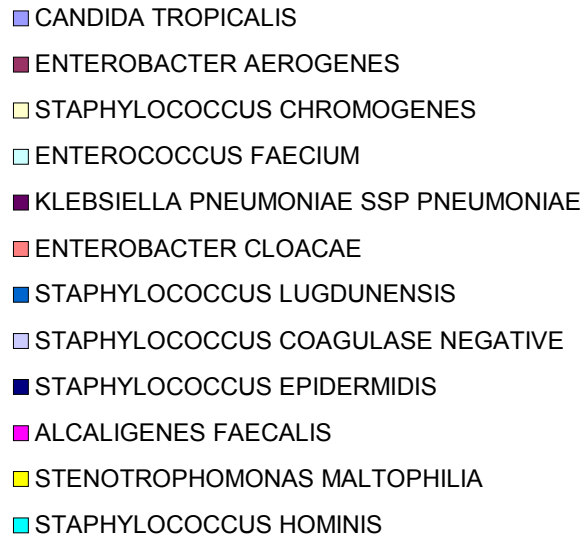 CANDIDA TROPICALIS
ENTEROBACTER AEROGENES
STAPHYLOCOCCUS CHROMOGENES
ENTEROCOCCUS FAECIUM
KLEBSIELLA PNEUMONIAE SSP PNEUMONIAE
ENTEROBACTER CLOACAE
STAPHYLOCOCCUS LUGDUNENSIS
STAPHYLOCOCCUS COAGULASE NEGATIVE
STAPHYLOCOCCUS EPIDERMIDIS
ALCALIGENES FAECALIS
STENOTROPHOMONAS MALTOPHILIA
STAPHYLOCOCCUS HOMINIS